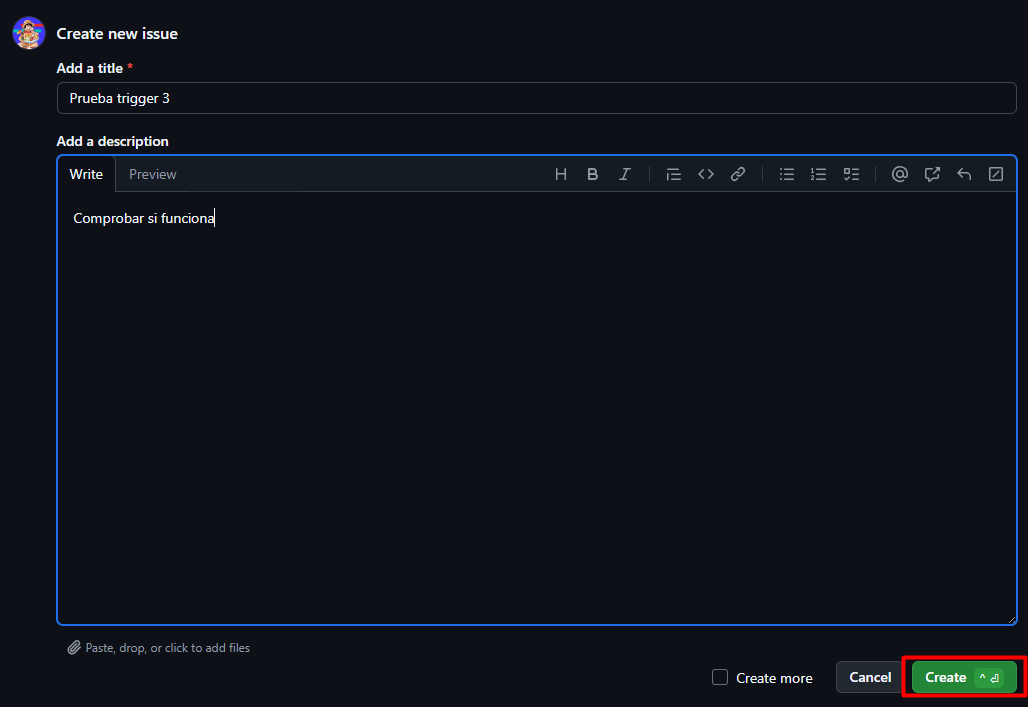 Create new issue
Add a title *
Prueba trigger 3
Add a description
Write Preview
Comprobar si funciona
Paste, drop, or click to add files
Create more Cancel Create